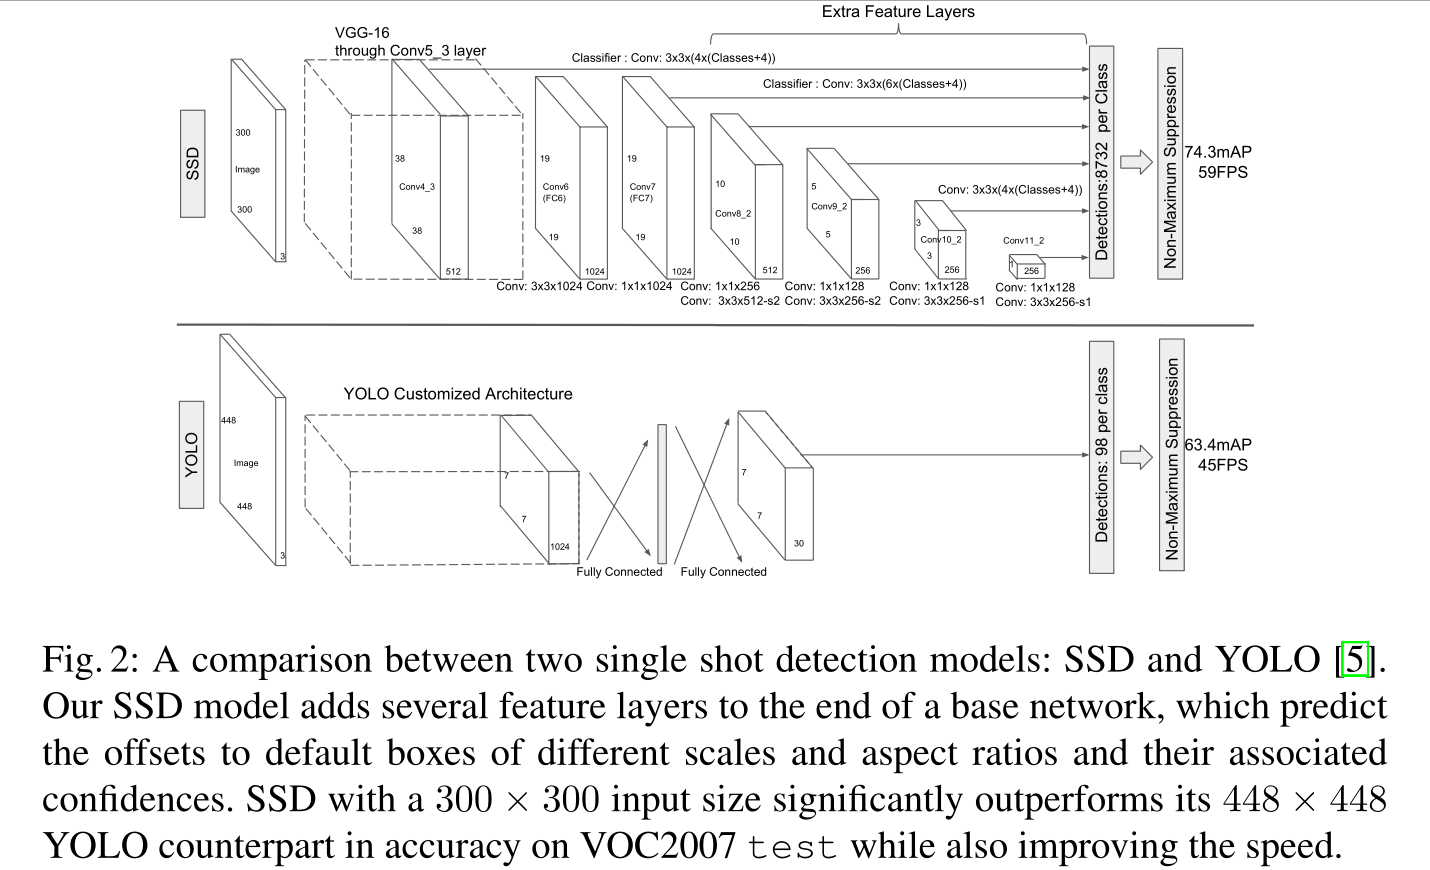 Extra Feature Layers
VGG-16
through Conv5_3 layer
Classifier : Conv: 3x3x(4x(Classes+4))
Classifier : Conv: 3x3x(6x(Classes+4))
SSD
300
Image
300
3
38
Conv4_3
38
512
19
Conv6
(FC6)
19
1024
19
Conv7
(FC7)
19
1024
10
Conv8_2
10
512
5
Conv9_2
5
256
Conv: 3x3x(4x(Classes+4))
3
Conv10_2
3
256
Conv11_2
1
256
Detections:8732 per Class
Non-Maximum Suppression
74.3mAP
59FPS
Conv: 3x3x1024
Conv: 1x1x1024
Conv: 1x1x256
Conv: 3x3x512-s2
Conv: 1x1x128
Conv: 3x3x256-s2
Conv: 1x1x128
Conv: 3x3x256-s1
Conv: 1x1x128
Conv: 3x3x256-s1
YOLO
448
Image
448
3
YOLO Customized Architecture
7
7
1024
Fully Connected
Fully Connected
7
7
30
Detections: 98 per class
Non-Maximum Suppression
63.4mAP
45FPS
Fig. 2: A comparison between two single shot detection models: SSD and YOLO [5].
Our SSD model adds several feature layers to the end of a base network, which predict
the offsets to default boxes of different scales and aspect ratios and their associated
confidences. SSD with a 300 × 300 input size significantly outperforms its 448 × 448
YOLO counterpart in accuracy on VOC2007 test while also improving the speed.